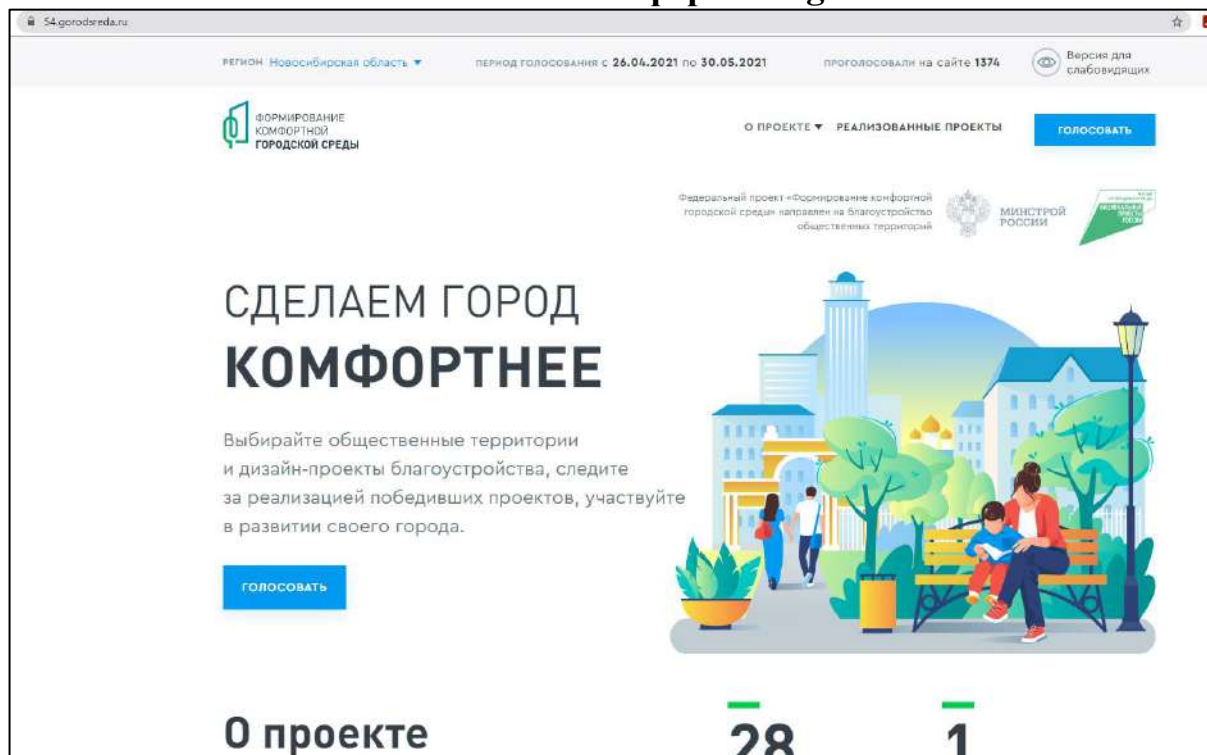 54.gorodsreda.ru
РЕГИОН Новосибирская область ▼
ПЕРИОД ГОЛОСОВАНИЯ с 26.04.2021 по 30.05.2021
ПРОГОЛОСОВАЛИ на сайте 1374
Версия для
слабовидящих
ФОРМИРОВАНИЕ
КОМФОРТНОЙ
ГОРОДСКОЙ СРЕДЫ
О ПРОЕКТЕ ▼ РЕАЛИЗОВАННЫЕ ПРОЕКТЫ
ГОЛОСОВАТЬ
Федеральный проект «Формирование комфортной
городской среды» направлен на благоустройство
общественных территорий
МИНСТРОЙ
РОССИИ
НАЦИОНАЛЬНЫЕ
ПРОЕКТЫ
РОССИИ
СДЕЛАЕМ ГОРОД
КОМФОРТНЕЕ
Выбирайте общественные территории
и дизайн-проекты благоустройства, следите
за реализацией победивших проектов, участвуйте
в развитии своего города.
ГОЛОСОВАТЬ
О проекте
28
1